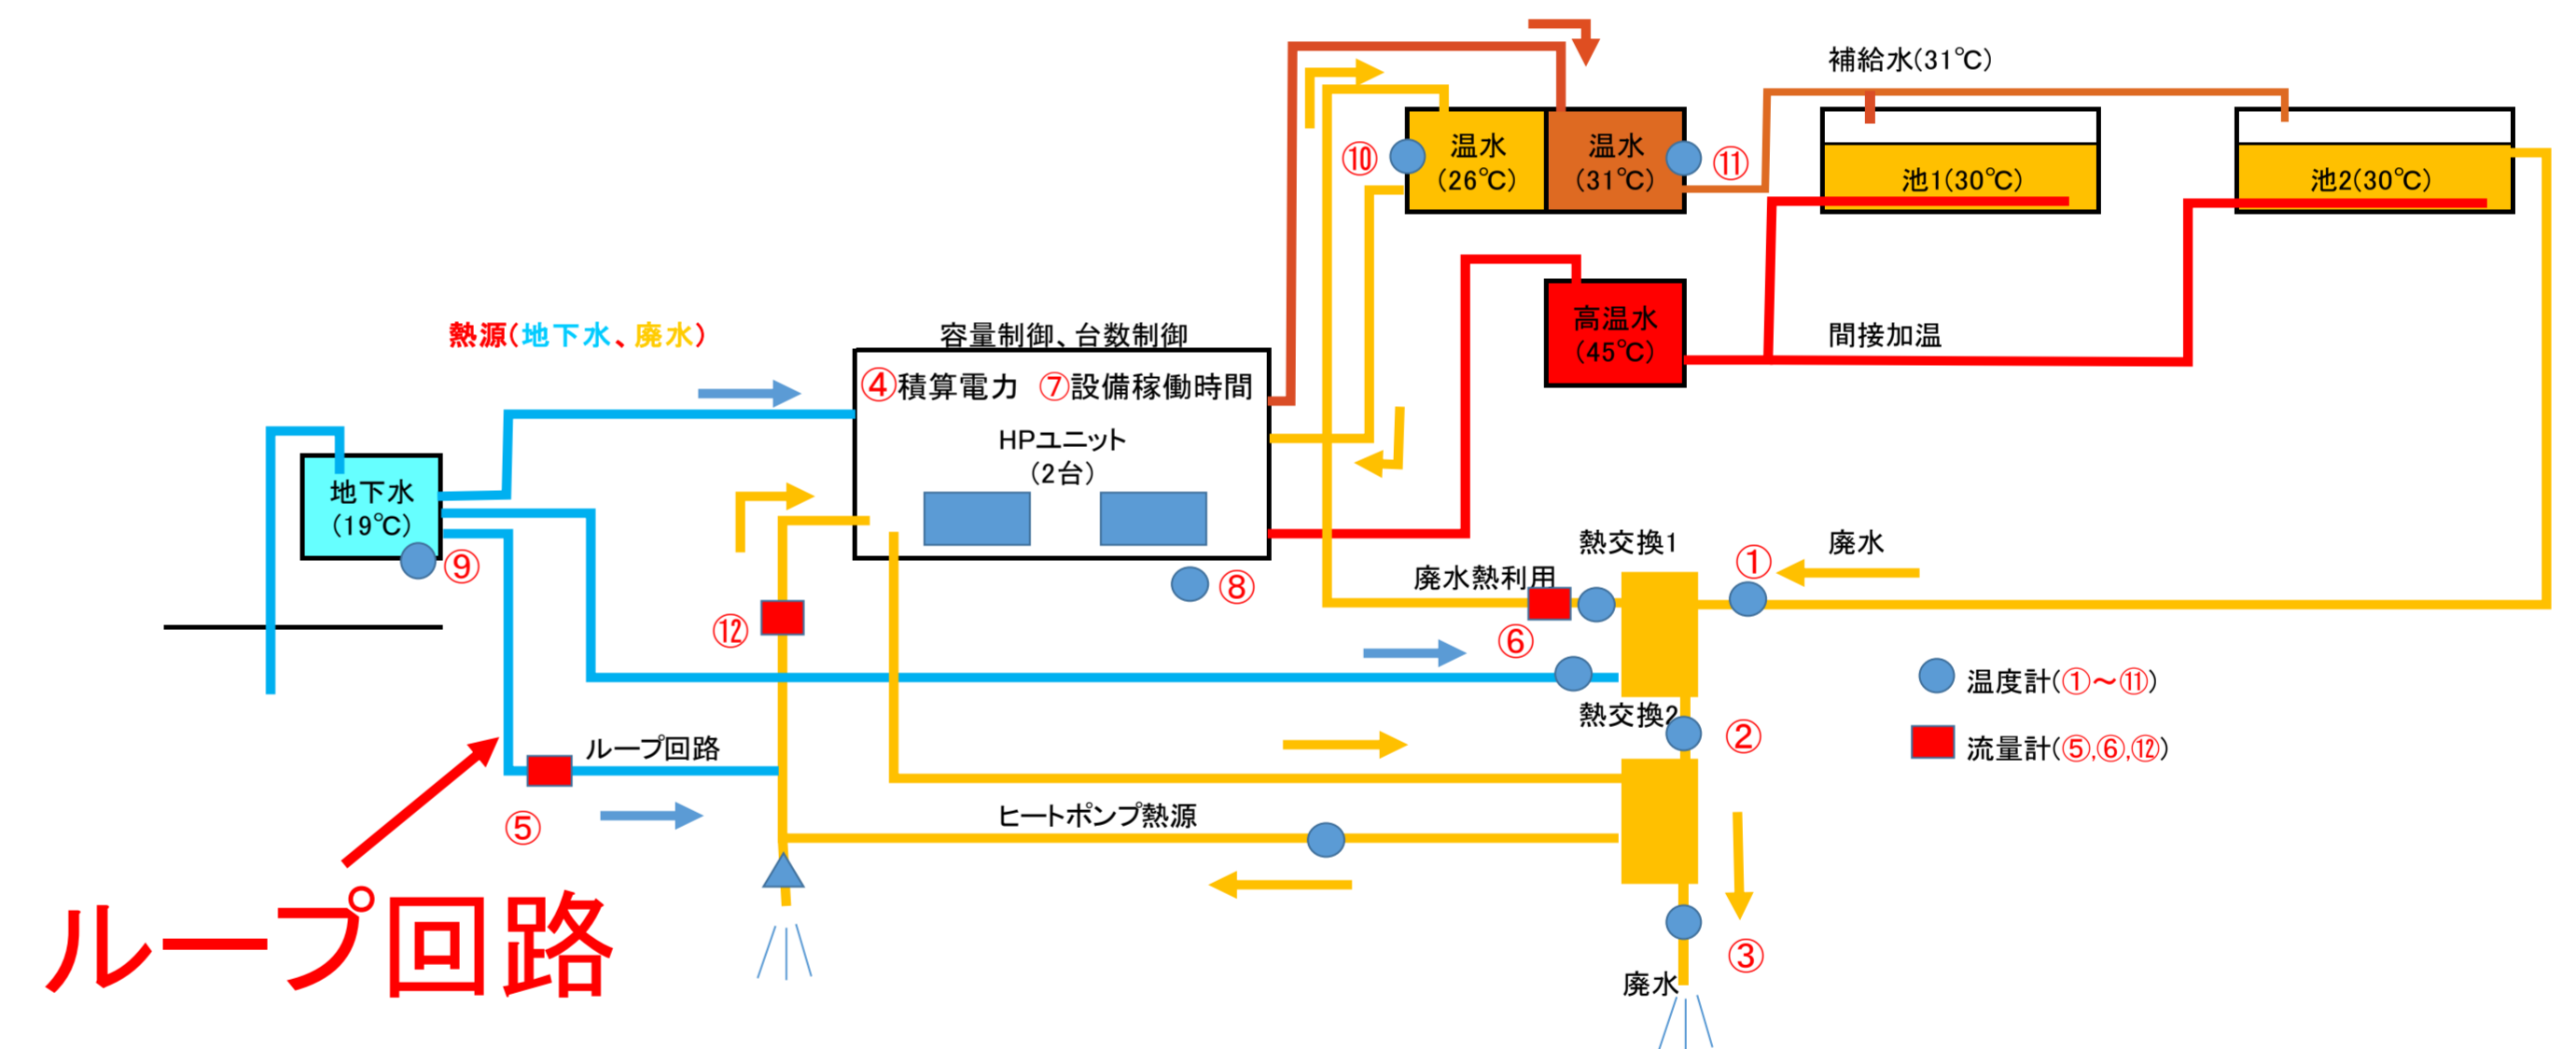 補給水(31℃)
温水
(26℃)
温水
(31℃)
⑩
⑪
池1(30℃)
池2(30℃)
高温水
(45℃)
間接加温
熱源(地下水、廃水)
容量制御、台数制御
④積算電力 ⑦設備稼働時間
HPユニット
(2台)
地下水
(19℃)
⑨
⑧
⑫
熱交換1
①
廃水
廃水熱利用
⑥
温度計(①～⑪)
熱交換2
②
流量計(⑤,⑥,⑫)
ループ回路
⑤
ヒートポンプ熱源
③
廃水
ループ回路